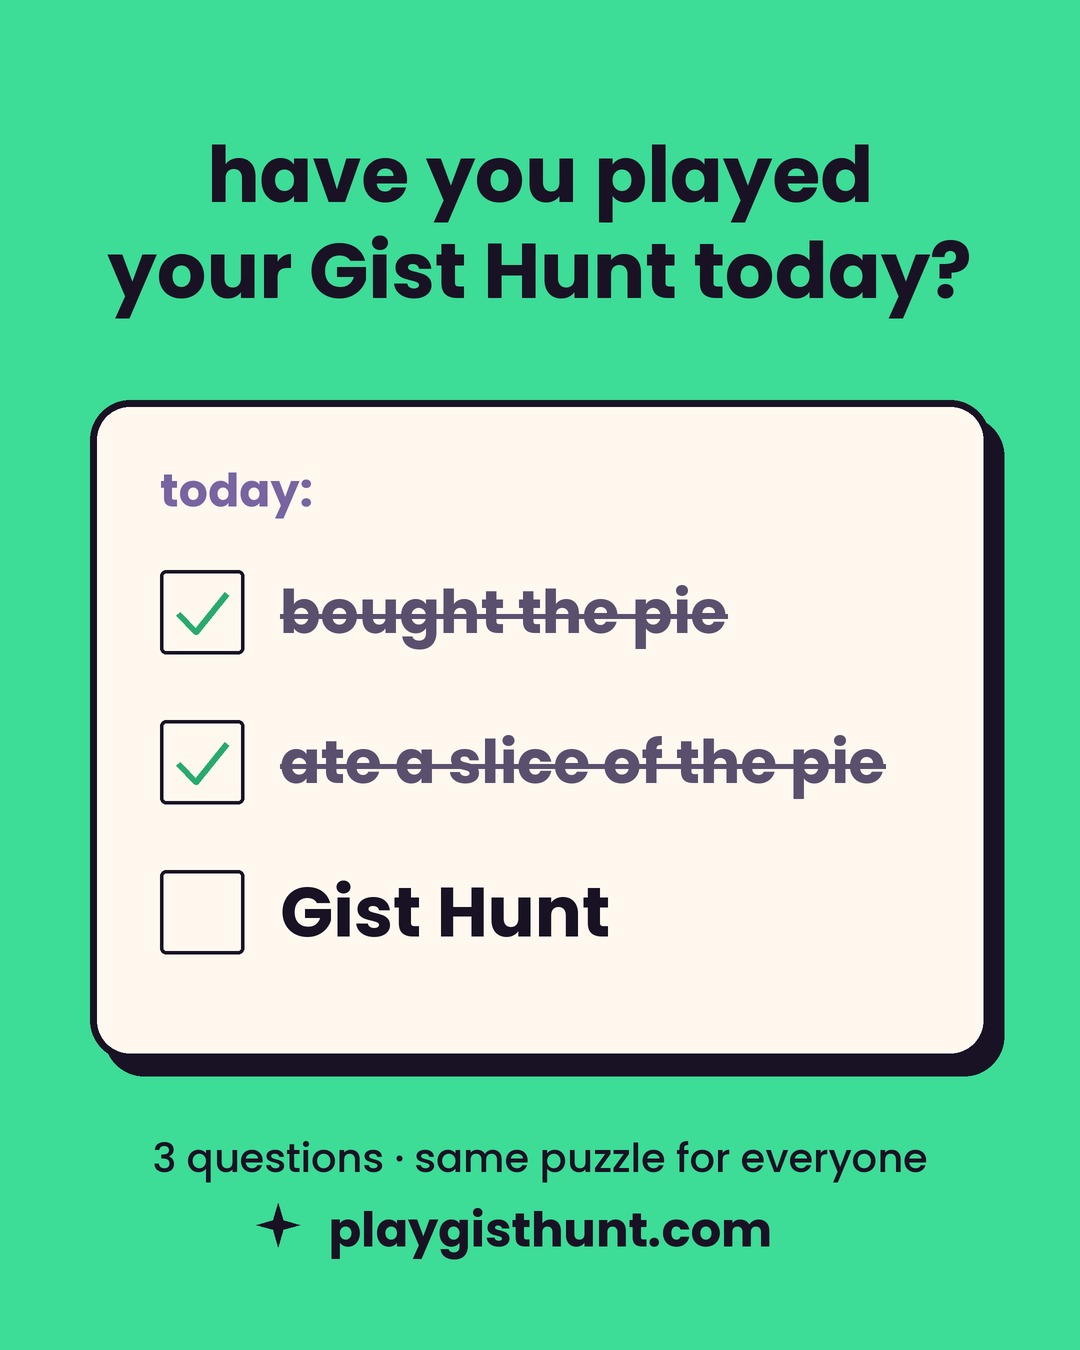 have you played
your Gist Hunt today?
today:
bought the pie
ate a slice of the pie
Gist Hunt
3 questions · same puzzle for everyone
playgisthunt.com